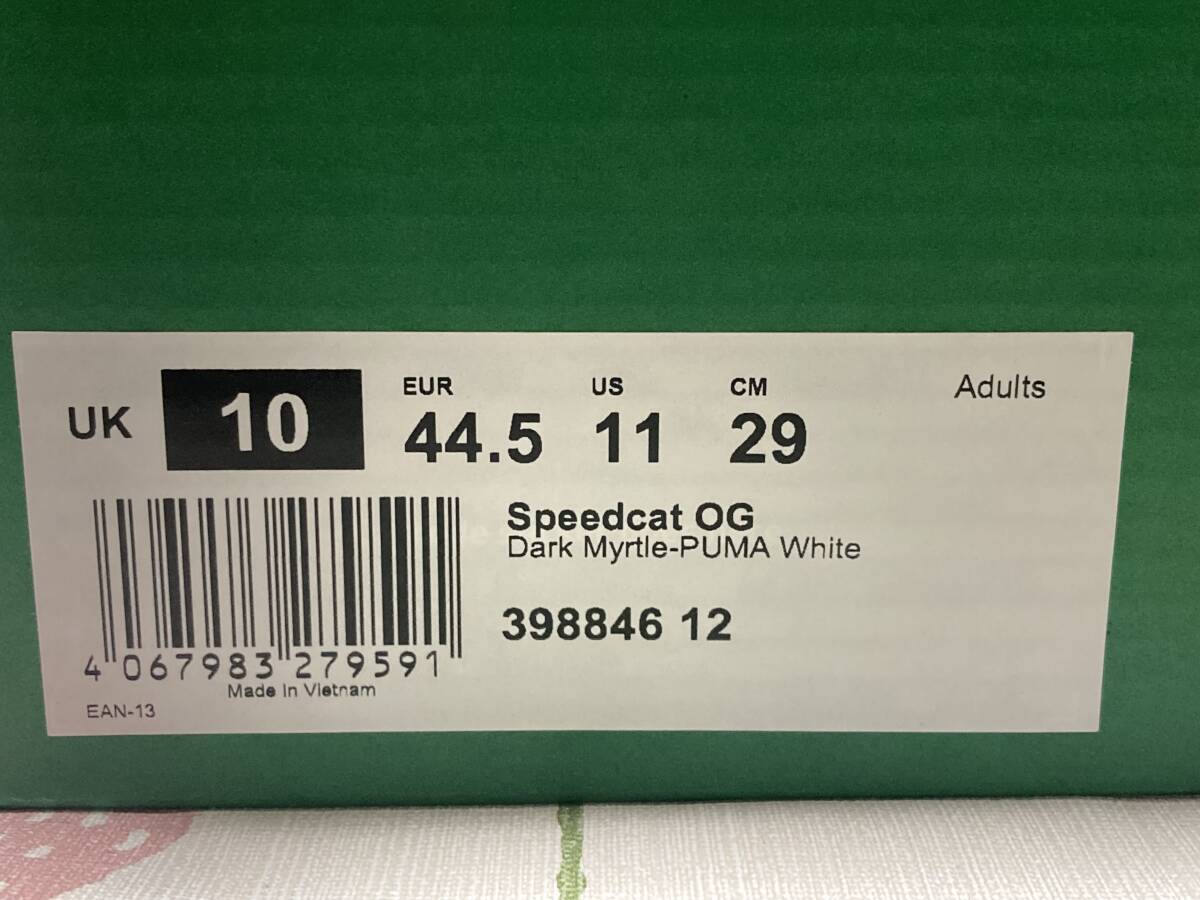 UK 10
EUR US CM
44.5 11 29
Adults
Speedcat OG
Dark Myrtle-PUMA White
398846 12
4 067983 279591
Made In Vietnam
EAN-13